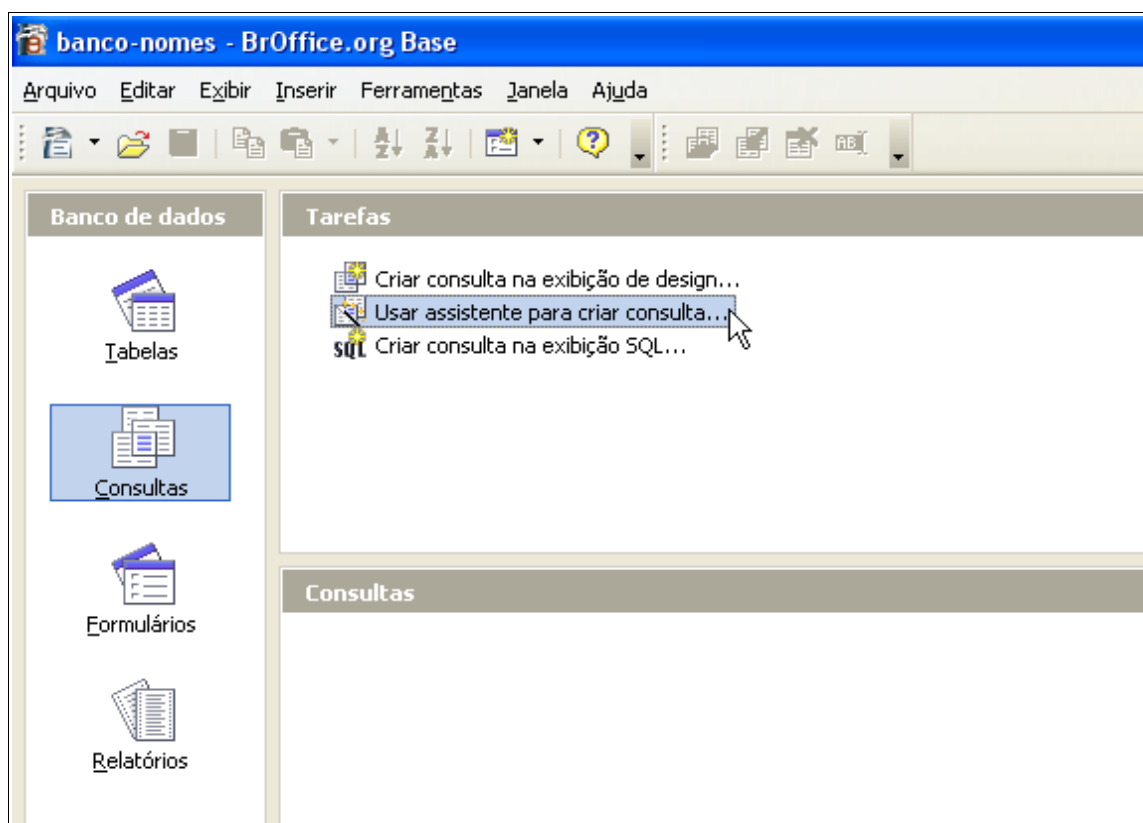 banco-nomes - BrOffice.org Base
Arquivo Editar Exibir Inserir Ferramentas Janela Ajuda
Banco de dados
Tabelas
Consultas
Formulários
Relatórios
Tarefas
Criar consulta na exibição de design...
Usar assistente para criar consulta...
SQL Criar consulta na exibição SQL...
Consultas